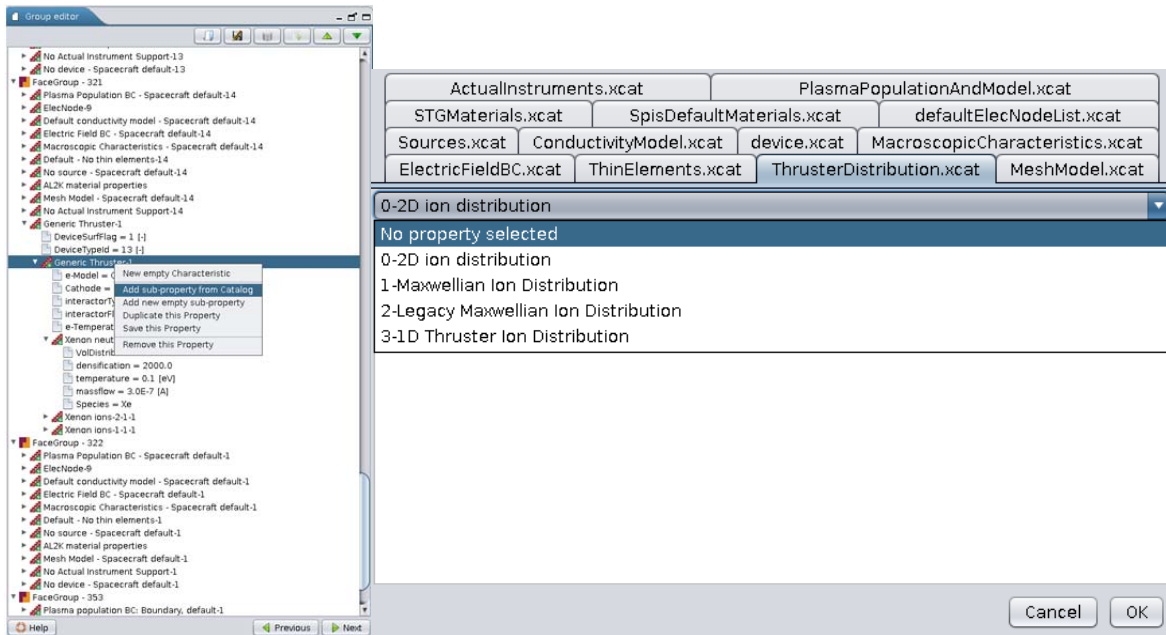 Group editor
No Actual Instrument Support-13
No device - Spacecraft default-13
FaceGroup - 321
Plasma Population BC - Spacecraft default-14
ElecNode-9
Default conductivity model - Spacecraft default-14
Electric Field BC - Spacecraft default-14
Macroscopic Characteristics - Spacecraft default-14
Default - No thin elements-14
No source - Spacecraft default-14
AL2K material properties
Mesh Model - Spacecraft default-14
No Actual Instrument Support-14
Generic Thruster-1
DeviceSurfFlag = 1 [-]
DeviceTypeId = 13 [-]
Generic Thruster-1
e-Model =
Cathode =
interactorTy
interactorFl
e-Temperat
Xenon neut
VolDistrib
densification = 2000.0
temperature = 0.1 [eV]
massflow = 3.0E-7 [A]
Species = Xe
Xenon ions-2-1-1
Xenon ions-1-1-1
FaceGroup - 322
Plasma Population BC - Spacecraft default-1
ElecNode-9
Default conductivity model - Spacecraft default-1
Electric Field BC - Spacecraft default-1
Macroscopic Characteristics - Spacecraft default-1
Default - No thin elements-1
No source - Spacecraft default-1
AL2K material properties
Mesh Model - Spacecraft default-1
No Actual Instrument Support-1
No device - Spacecraft default-1
FaceGroup - 353
Plasma population BC: Boundary, default-1
Help Previous Next
New empty Characteristic
Add sub-property from Catalog
Add new empty sub-property
Duplicate this Property
Save this Property
Remove this Property
ActualInstruments.xcat PlasmaPopulationAndModel.xcat
STGMaterials.xcat SpisDefaultMaterials.xcat defaultElecNodeList.xcat
Sources.xcat ConductivityModel.xcat device.xcat MacroscopicCharacteristics.xcat
ElectricFieldBC.xcat ThinElements.xcat ThrusterDistribution.xcat MeshModel.xcat
0-2D ion distribution
No property selected
0-2D ion distribution
1-Maxwellian Ion Distribution
2-Legacy Maxwellian Ion Distribution
3-1D Thruster Ion Distribution
Cancel OK